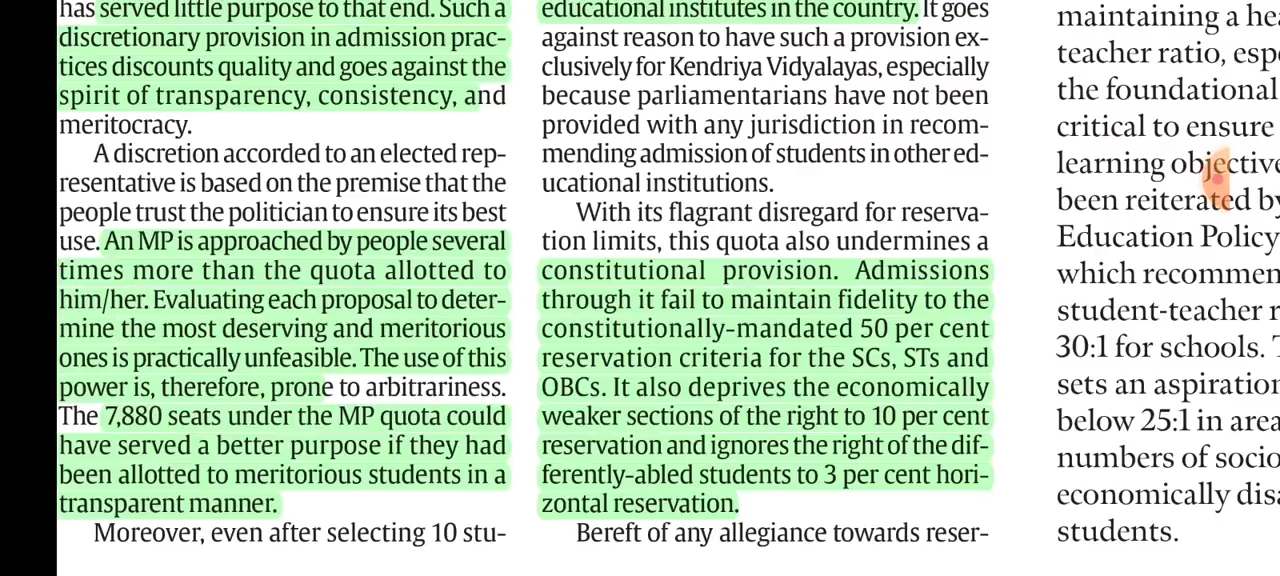 has served little purpose to that end. Such a
discretionary provision in admission prac-
tices discounts quality and goes against the
spirit of transparency, consistency, and
meritocracy.
A discretion accorded to an elected rep-
resentative is based on the premise that the
people trust the politician to ensure its best
use. An MP is approached by people several
times more than the quota allotted to
him/her. Evaluating each proposal to deter-
mine the most deserving and meritorious
ones is practically unfeasible. The use of this
power is, therefore, prone to arbitrariness.
The 7,880 seats under the MP quota could
have served a better purpose if they had
been allotted to meritorious students in a
transparent manner.
Moreover, even after selecting 10 stu-
educational institutes in the country. It goes
against reason to have such a provision ex-
clusively for Kendriya Vidyalayas, especially
because parliamentarians have not been
provided with any jurisdiction in recom-
mending admission of students in other ed-
ucational institutions.
With its flagrant disregard for reserva-
tion limits, this quota also undermines a
constitutional provision. Admissions
through it fail to maintain fidelity to the
constitutionally-mandated 50 per cent
reservation criteria for the SCs, STs and
OBCs. It also deprives the economically
weaker sections of the right to 10 per cent
reservation and ignores the right of the dif-
ferently-abled students to 3 per cent hori-
zontal reservation.
Bereft of any allegiance towards reser-
maintaining a hea
teacher ratio, espe
the foundational
critical to ensure
learning objective
been reiterated by
Education Policy
which recommen
student-teacher r
30:1 for schools. T
sets an aspiration
below 25:1 in area
numbers of socio
economically disa
students.